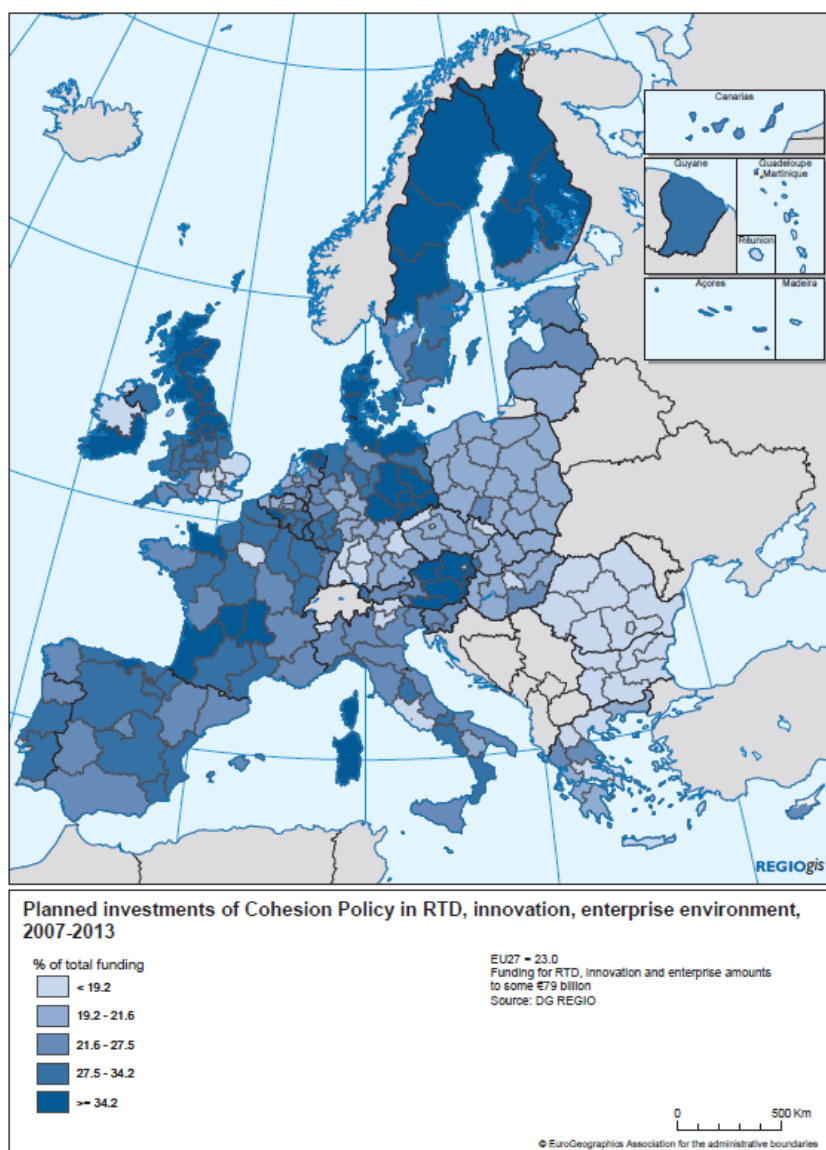 Canarias
Guyane
Guadeloupe
Martinique
Réunion
Açores
Madeira
REGIOgis
Planned investments of Cohesion Policy in RTD, innovation, enterprise environment,
2007-2013
% of total funding
< 19.2
19.2 - 21.6
21.6 - 27.5
27.5 - 34.2
>= 34.2
EU27 = 23.0
Funding for RTD, innovation and enterprise amounts
to some €79 billion
Source: DG REGIO
0 500 Km
© EuroGeographics Association for the administrative boundaries